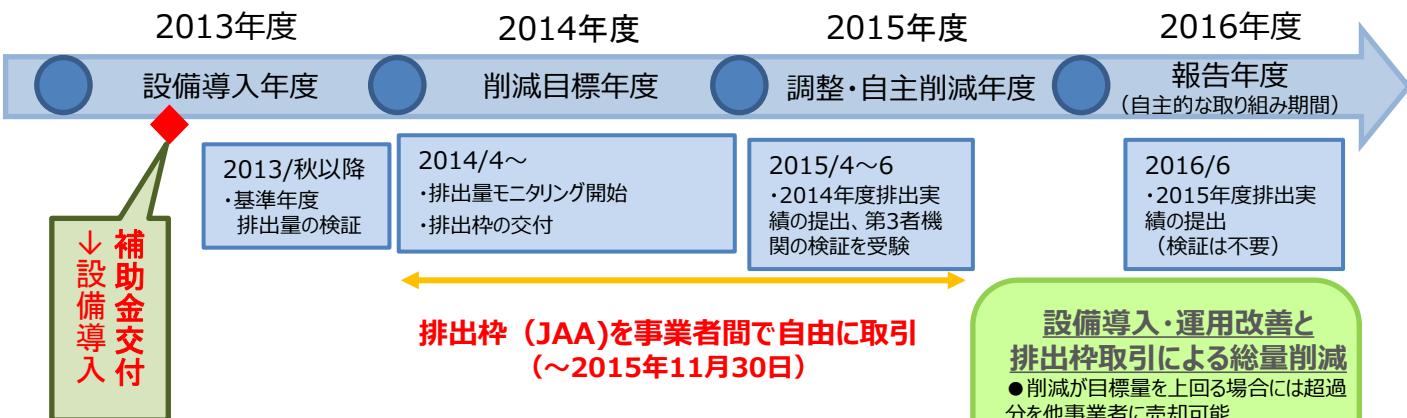 2013年度
2014年度
2015年度
2016年度
設備導入年度
削減目標年度
調整・自主削減年度
報告年度
(自主的な取り組み期間)
補助金交付
↓設備導入
2013/秋以降
・基準年度
排出量の検証
2014/4～
・排出量モニタリング開始
・排出枠の交付
2015/4～6
・2014年度排出実
績の提出、第3者機
関の検証を受験
2016/6
・2015年度排出実
績の提出
（検証は不要）
排出枠（JAA)を事業者間で自由に取引
（～2015年11月30日）
設備導入・運用改善と
排出枠取引による総量削減
●削減が目標量を上回る場合には超過
分を他事業者に売却可能